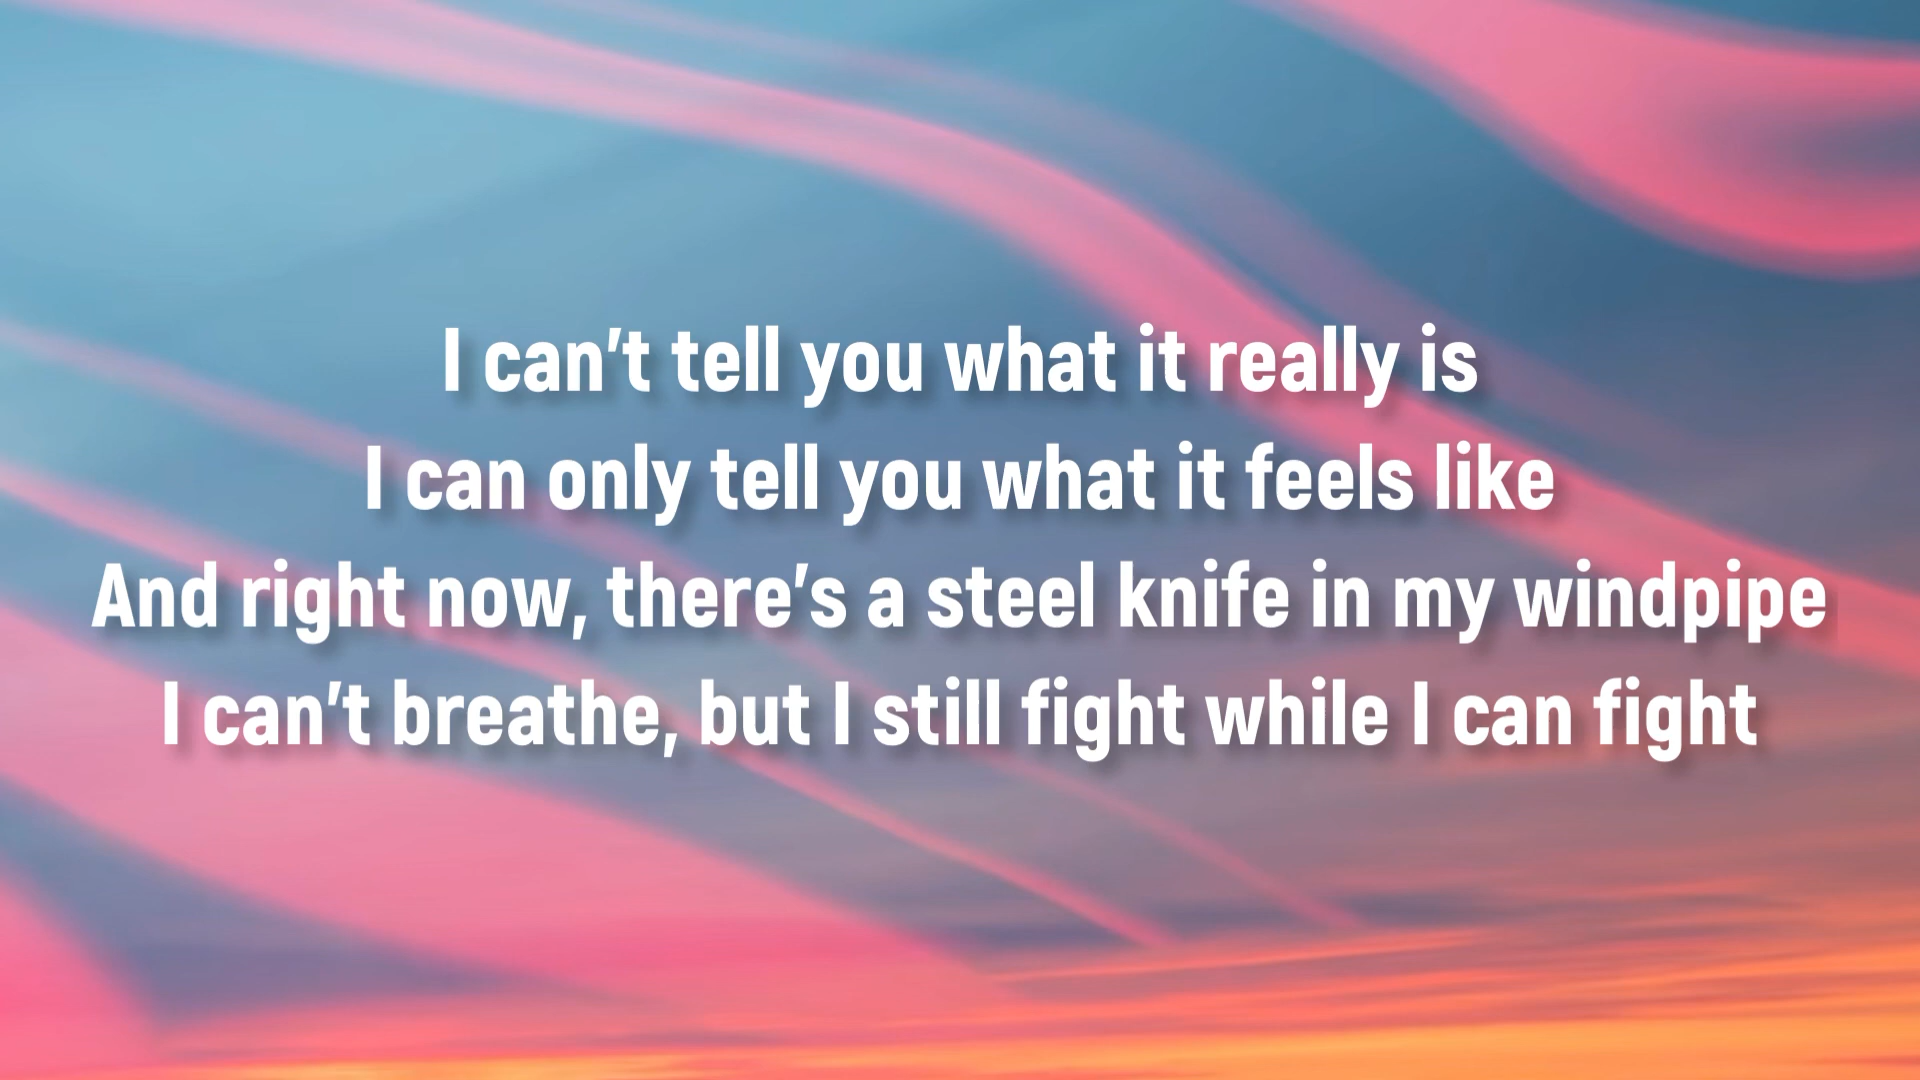 I can't tell you what it really is
I can only tell you what it feels like
And right now, there's a steel knife in my windpipe
I can't breathe, but I still fight while I can fight